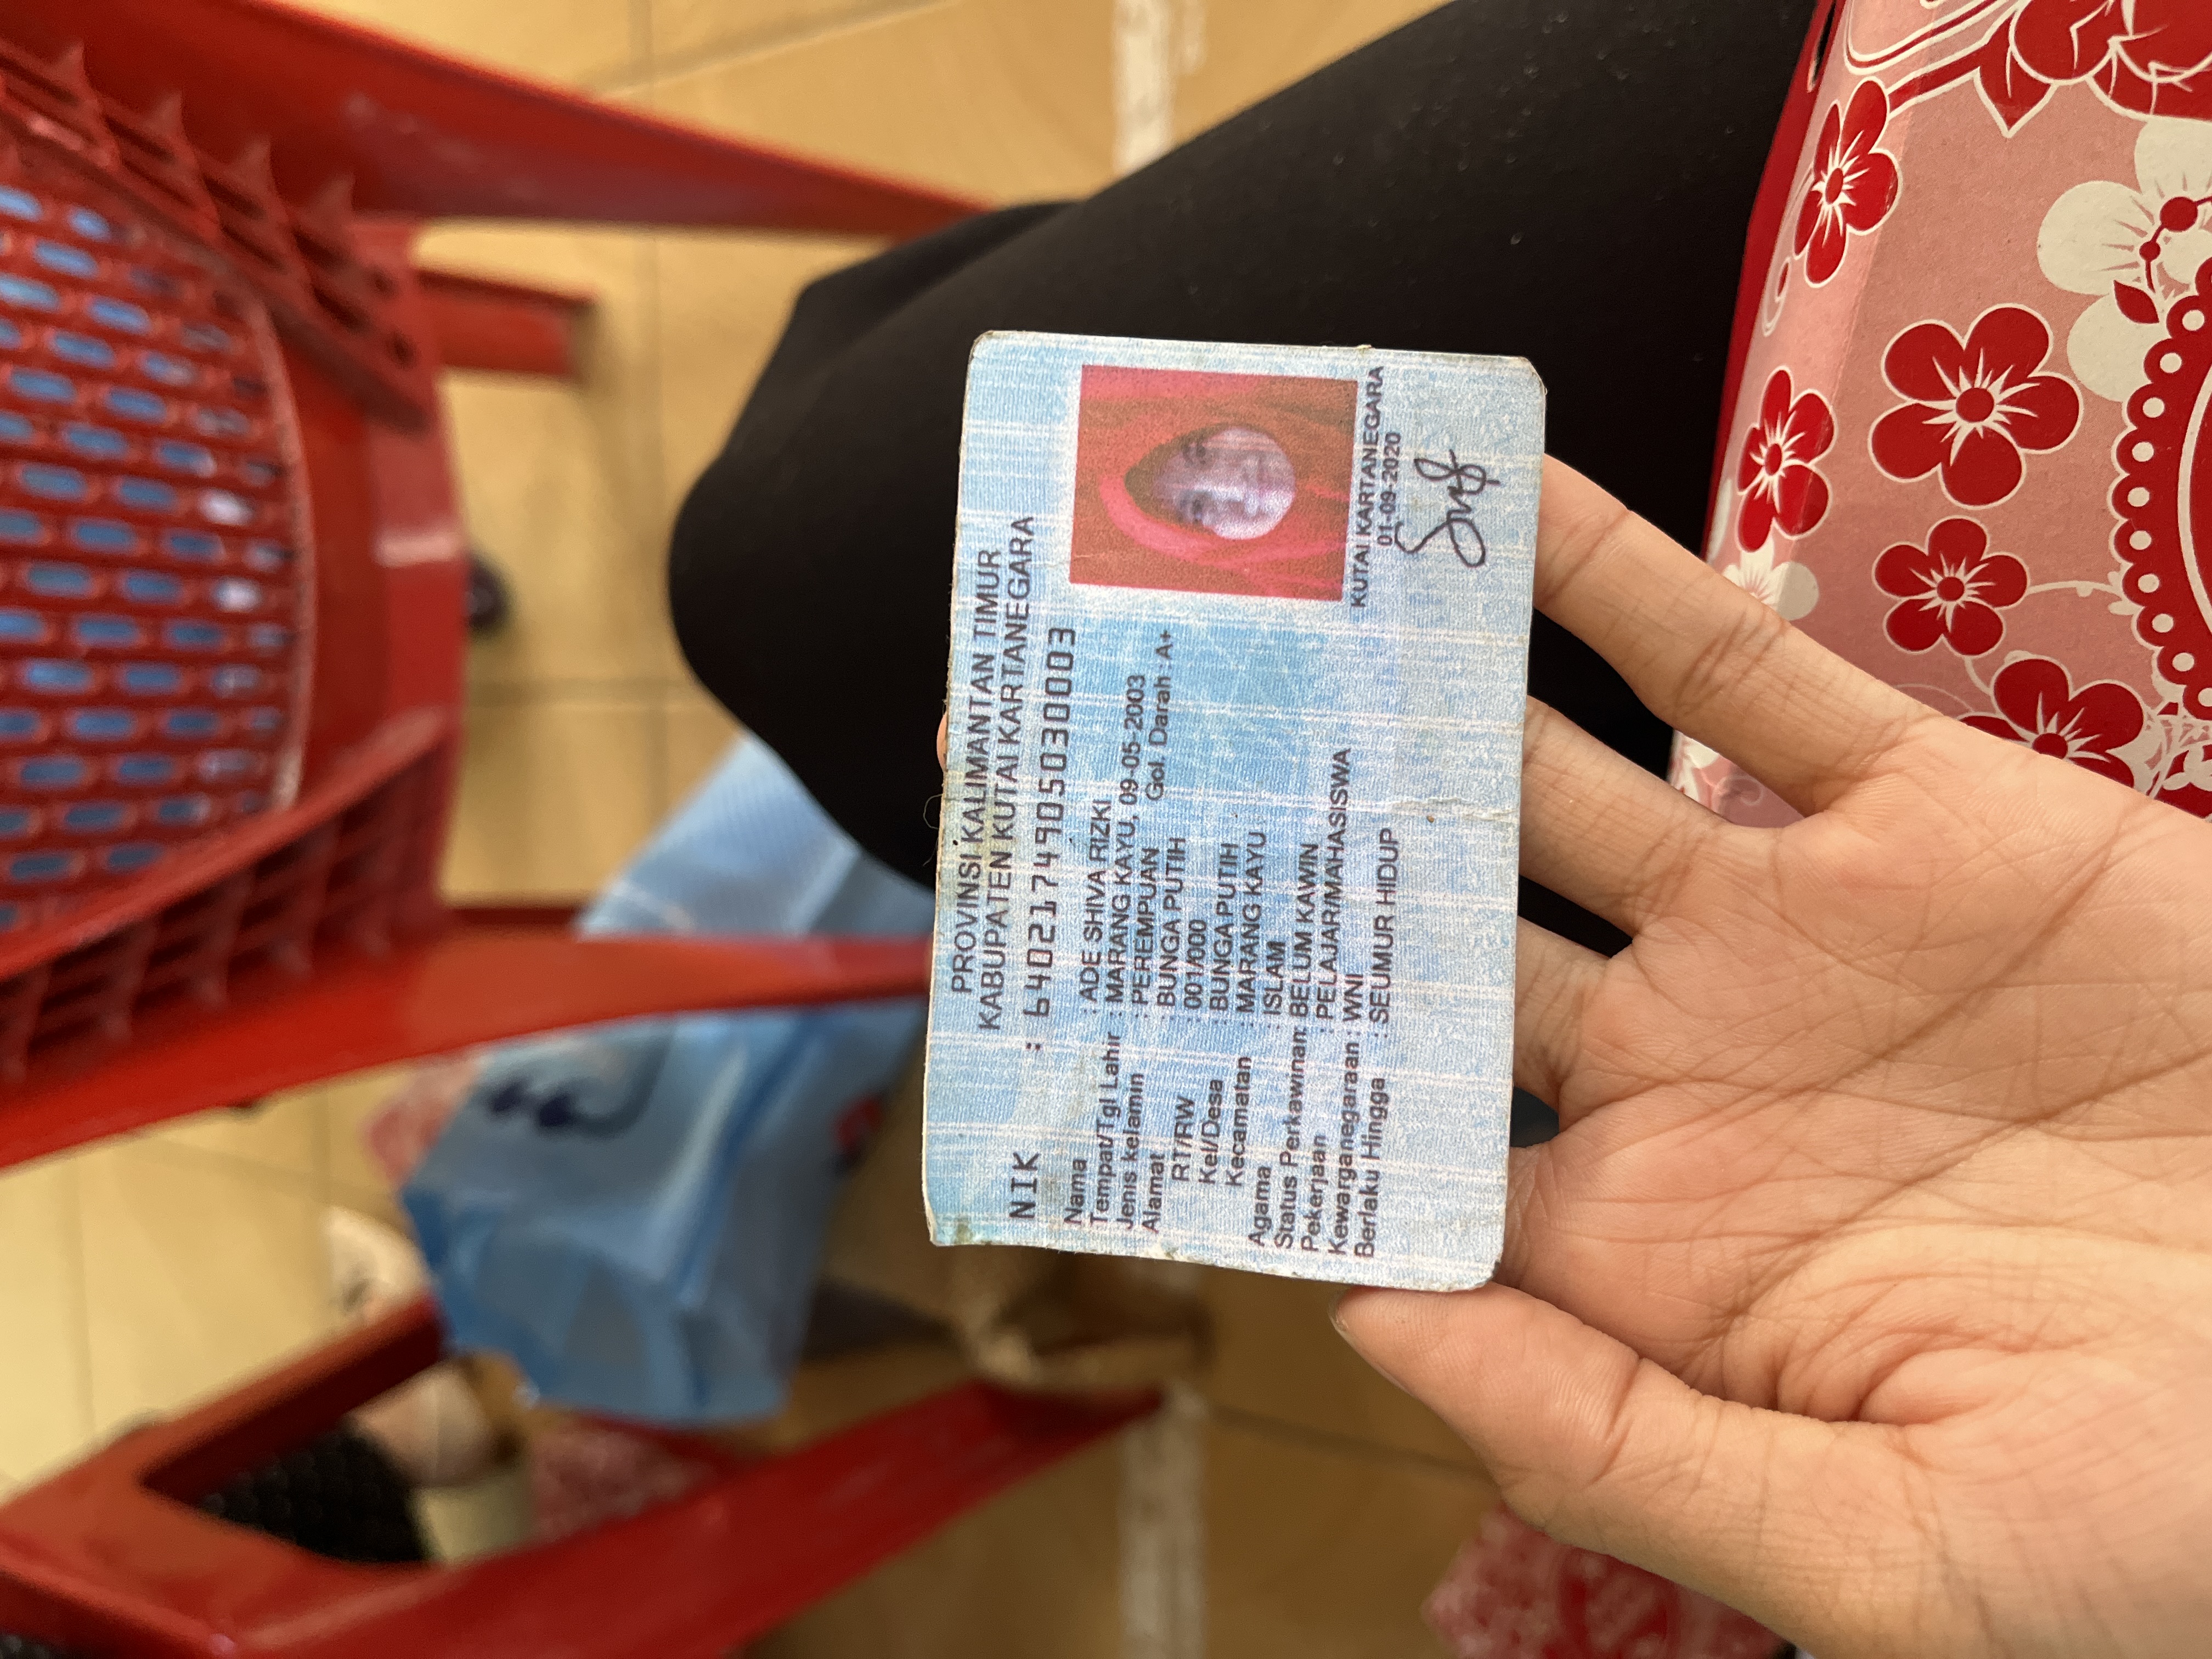 PROVINSI KALIMANTAN TIMUR
KABUPATEN KUTAI KARTANEGARA
NIK : 6402174905030003
Nama : ADE SHIVA RIZKI
Tempat/Tgl Lahir : MARANG KAYU, 09-05-2003
Jenis kelamin : PEREMPUAN Gol. Darah : A+
Alamat : BUNGA PUTIH
RT/RW : 001/000
Kel/Desa : BUNGA PUTIH
Kecamatan : MARANG KAYU
Agama : ISLAM
Status Perkawinan: BELUM KAWIN
Pekerjaan : PELAJAR/MAHASISWA
Kewarganegaraan : WNI
Berlaku Hingga : SEUMUR HIDUP
KUTAI KARTANEGARA
01-09-2020